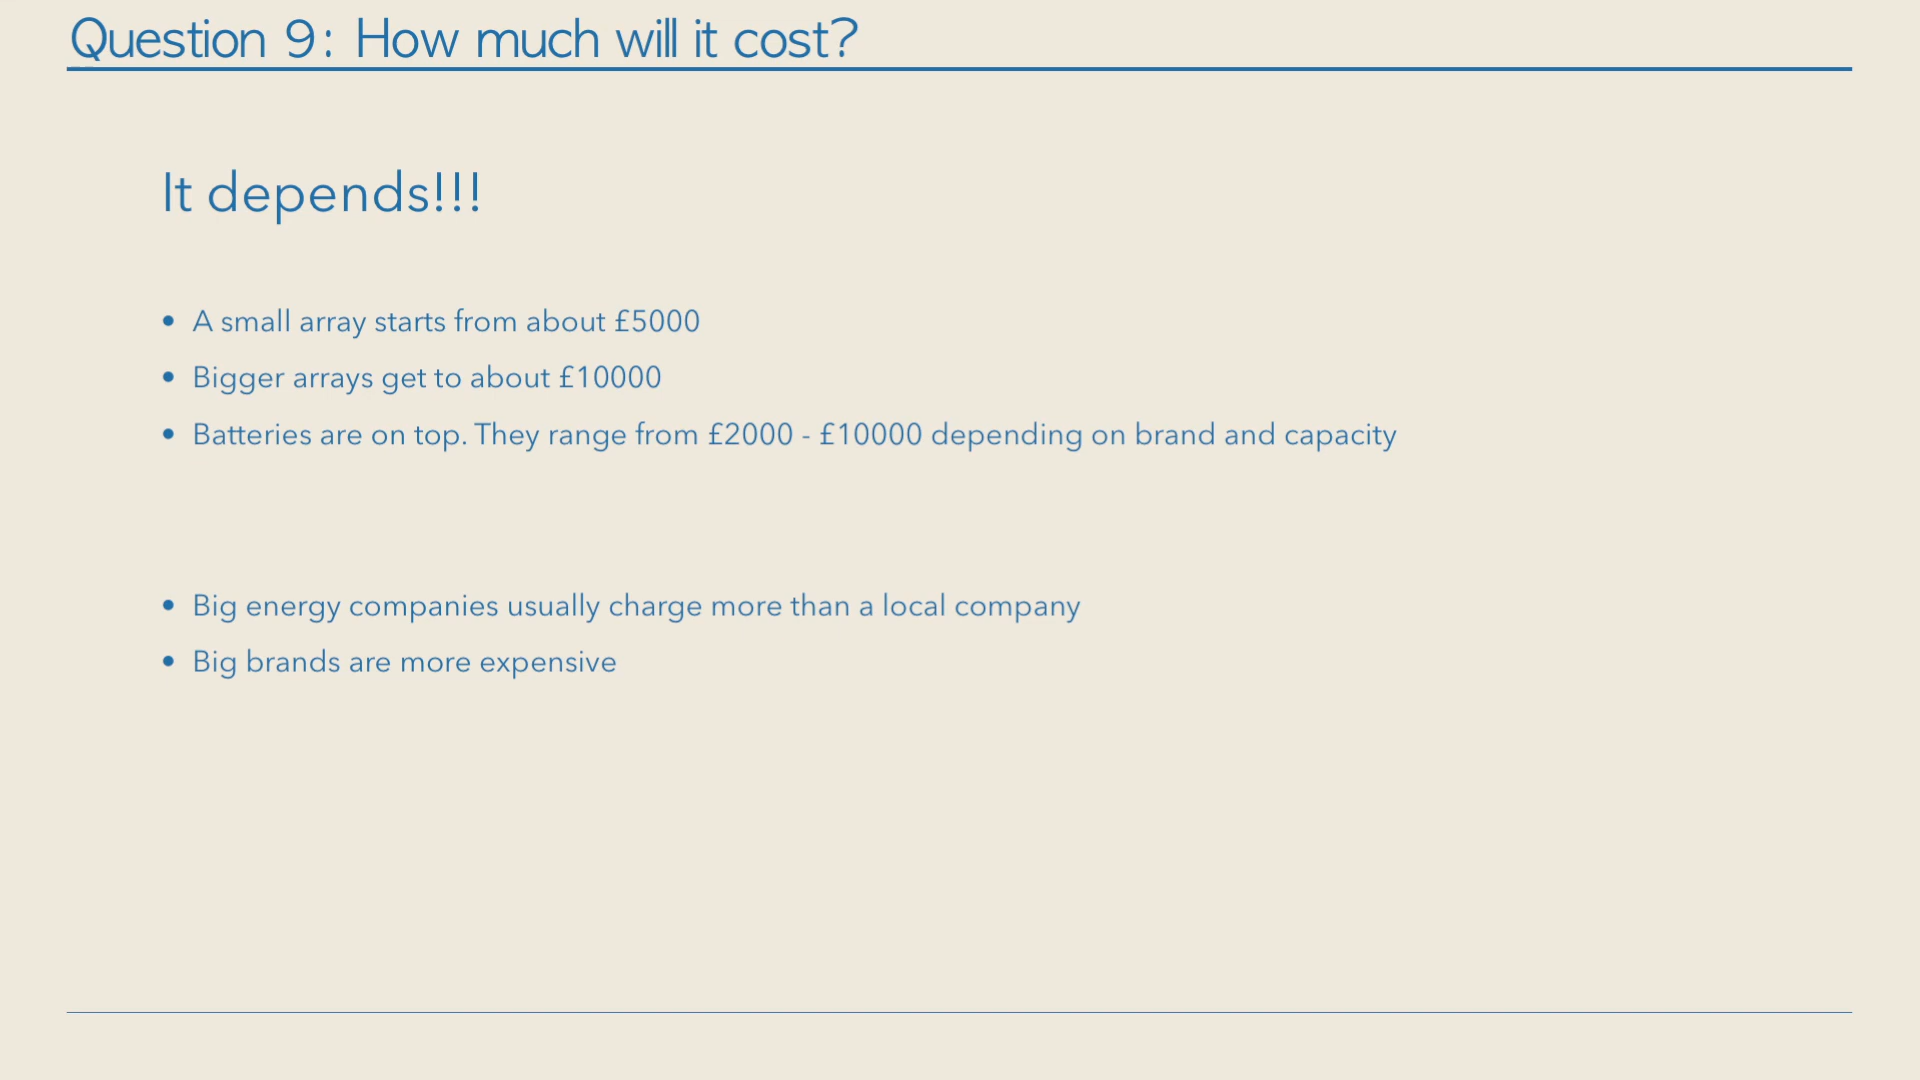 Question 9: How much will it cost?
It depends!!!
• A small array starts from about £5000
• Bigger arrays get to about £10000
• Batteries are on top. They range from £2000 - £10000 depending on brand and capacity
• Big energy companies usually charge more than a local company
• Big brands are more expensive